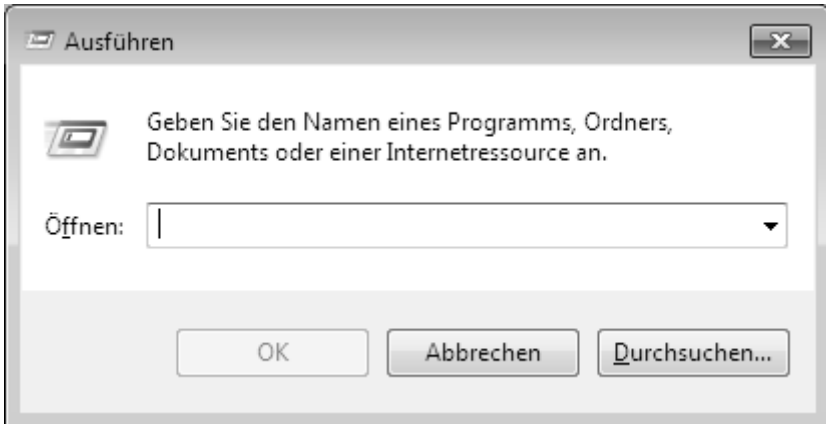 Ausführen
Geben Sie den Namen eines Programms, Ordners,
Dokuments oder einer Internetressource an.
Öffnen:
OK Abbrechen Durchsuchen...